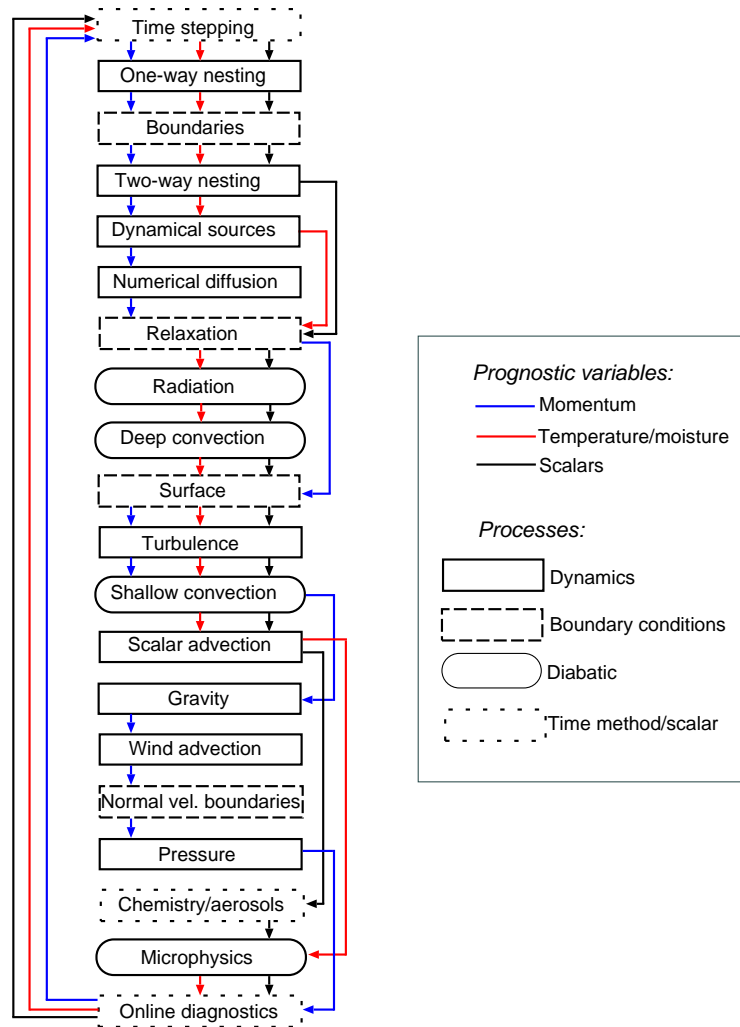 Time stepping
One-way nesting
Boundaries
Two-way nesting
Dynamical sources
Numerical diffusion
Relaxation
Radiation
Deep convection
Surface
Turbulence
Shallow convection
Scalar advection
Gravity
Wind advection
Normal vel. boundaries
Pressure
Chemistry/aerosols
Microphysics
Online diagnostics
Prognostic variables:
Momentum
Temperature/moisture
Scalars
Processes:
Dynamics
Boundary conditions
Diabatic
Time method/scalar